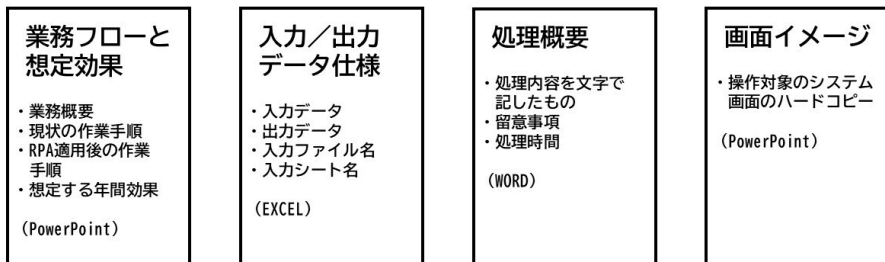 業務フローと
想定効果
・業務概要
・現状の作業手順
・RPA適用後の作業
手順
・想定する年間効果
(PowerPoint)
入力／出力
データ仕様
・入力データ
・出力データ
・入力ファイル名
・入力シート名
(EXCEL)
処理概要
・処理内容を文字で
記したもの
・留意事項
・処理時間
(WORD)
画面イメージ
・操作対象のシステム
画面のハードコピー
(PowerPoint)